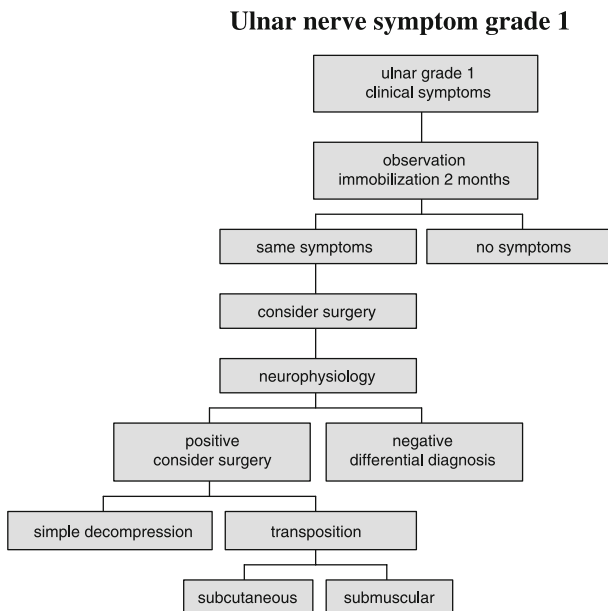 Ulnar nerve symptom grade 1
ulnar grade 1
clinical symptoms
observation
immobilization 2 months
same symptoms
no symptoms
consider surgery
neurophysiology
positive
consider surgery
negative
differential diagnosis
simple decompression
transposition
subcutaneous
submuscular